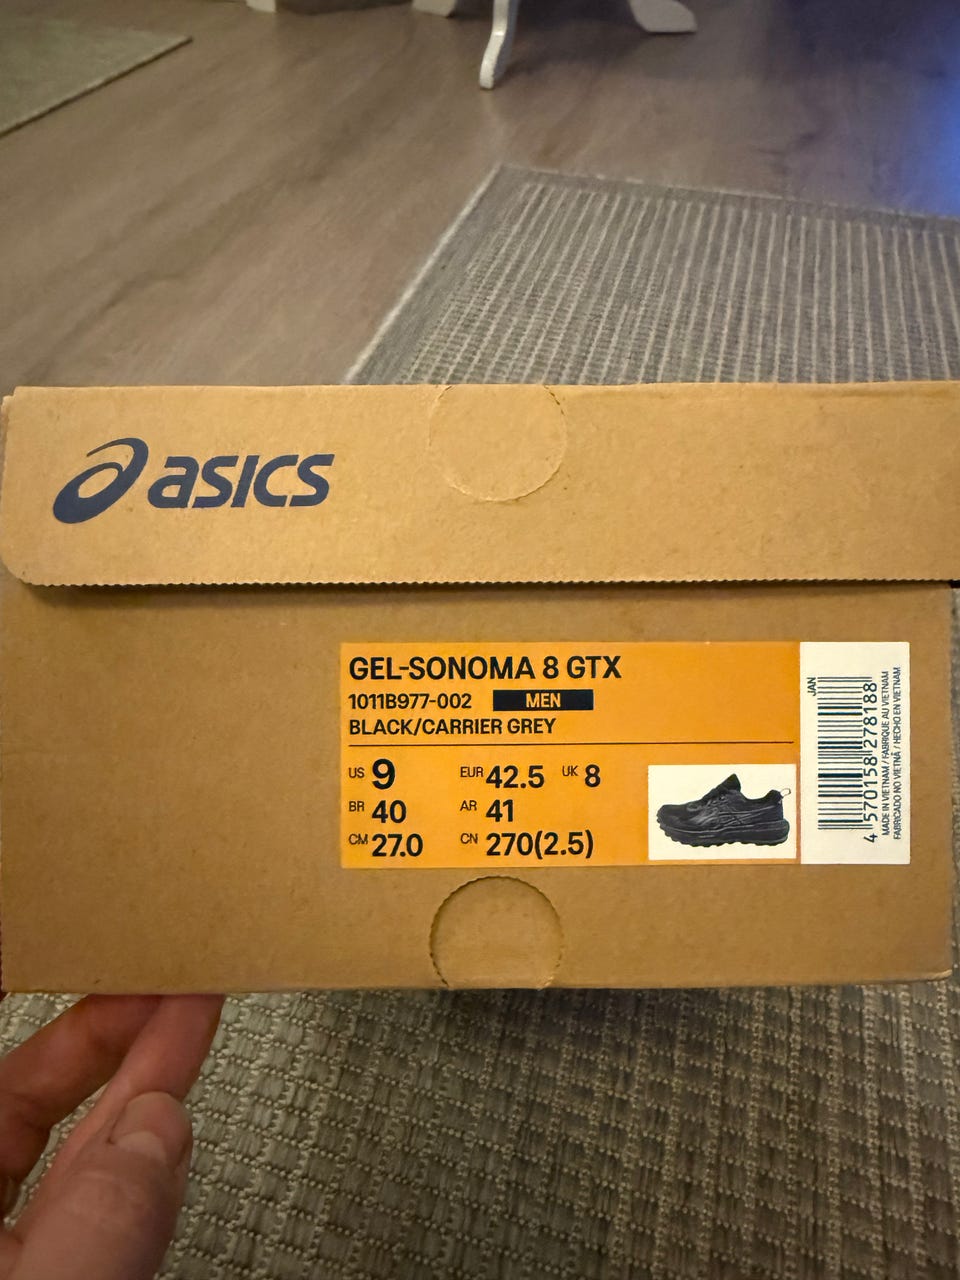 asics
GEL-SONOMA 8 GTX
1011B977-002 MEN
BLACK/CARRIER GREY
US 9 EUR 42.5 UK 8
BR 40 AR 41
CM 27.0 CN 270(2.5)
JAN
4 570158 278188
MADE IN VIETNAM / FABRIQUÉ AU VIETNAM
FABRICADO NO VIETNÃ / HECHO EN VIETNAM